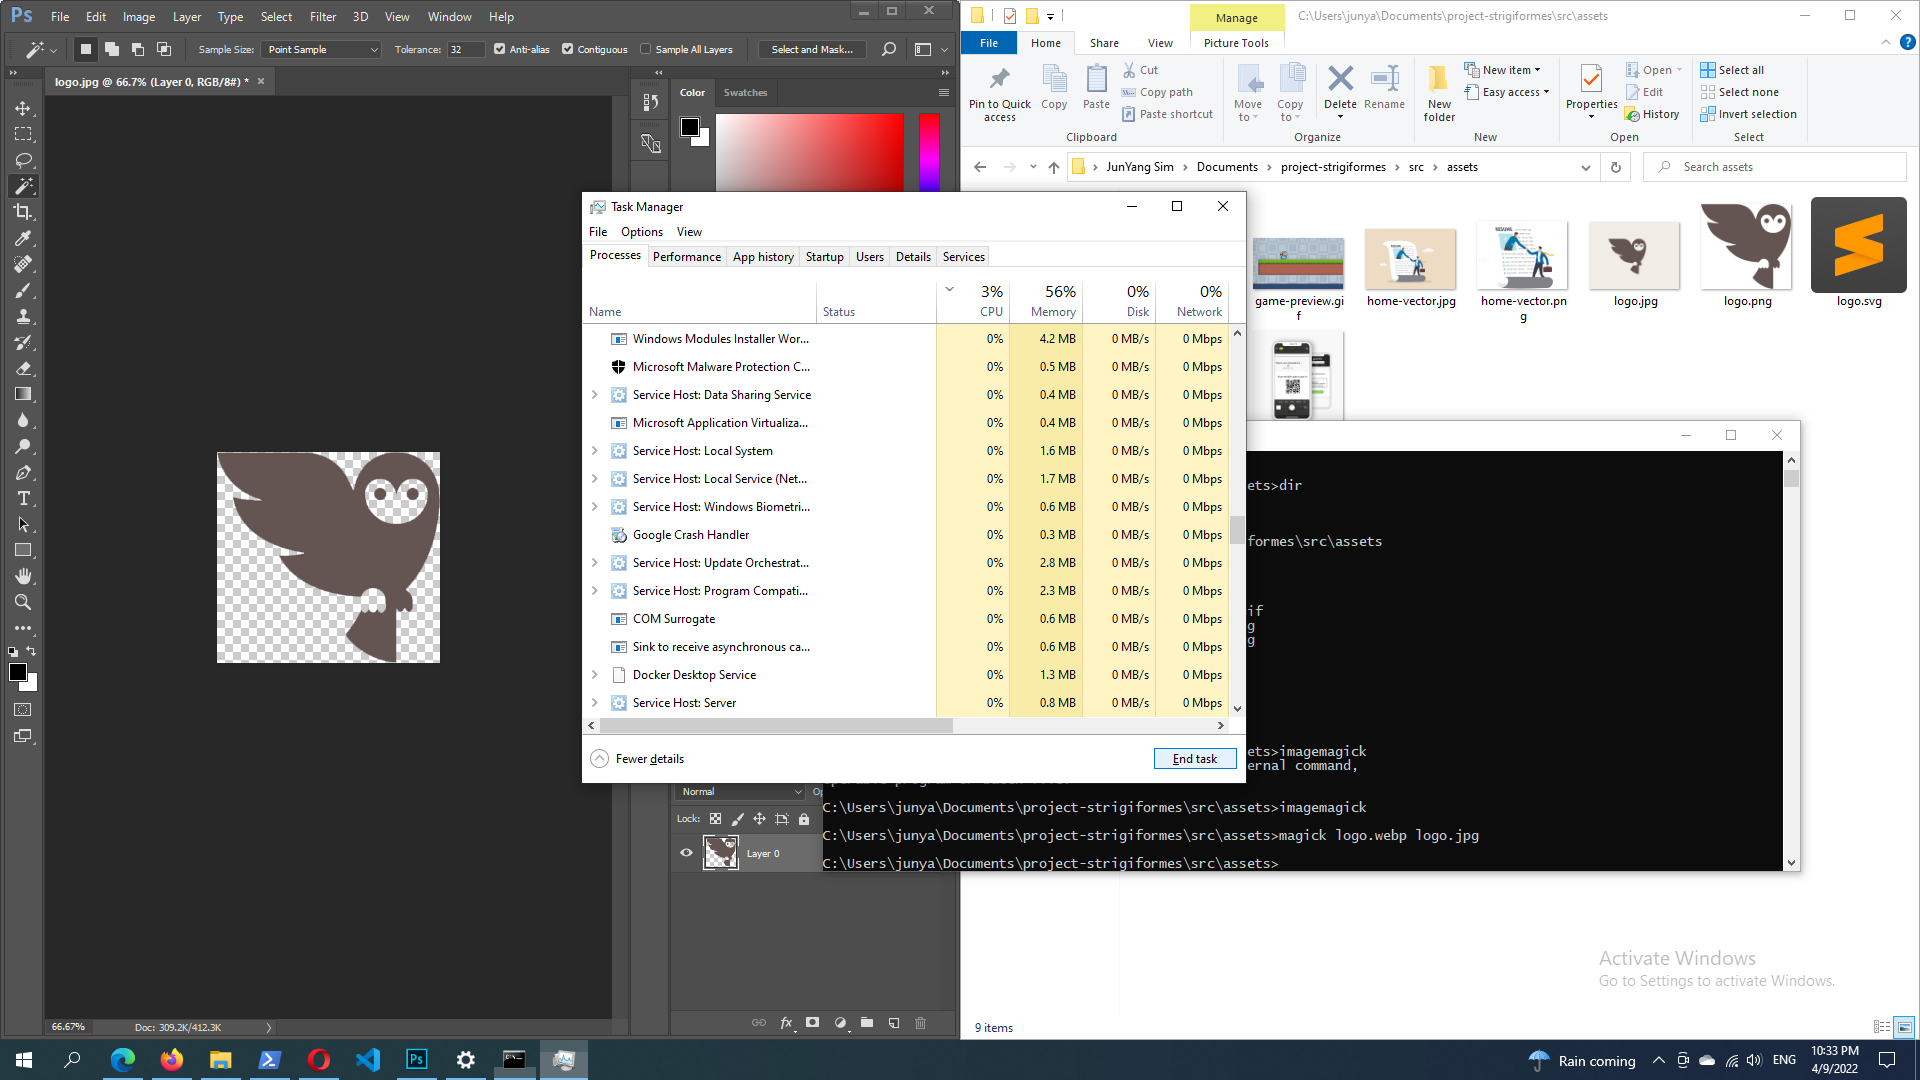 Ps File Edit Image Layer Type Select Filter 3D View Window Help
Sample Size: Point Sample Tolerance: 32 Anti-alias Contiguous Sample All Layers Select and Mask...
logo.jpg @ 66.7% (Layer 0, RGB/8#) *
Color Swatches
Normal
Lock:
Layer 0
66.67% Doc: 309.2K/412.3K
Manage
C:\Users\junya\Documents\project-strigiformes\src\assets
File Home Share View Picture Tools
Pin to Quick access
Copy
Paste
Cut
Copy path
Paste shortcut
Clipboard
Move to
Copy to
Delete
Rename
Organize
New folder
New item
Easy access
New
Properties
Open
Edit
History
Open
Select all
Select none
Invert selection
Select
JunYang Sim > Documents > project-strigiformes > src > assets
Search assets
game-preview.gif
home-vector.jpg
home-vector.png
logo.jpg
logo.png
logo.svg
9 items
Task Manager
File Options View
Processes Performance App history Startup Users Details Services
3% 56% 0% 0%
Name Status CPU Memory Disk Network
Windows Modules Installer Wor... 0% 4.2 MB 0 MB/s 0 Mbps
Microsoft Malware Protection C... 0% 0.5 MB 0 MB/s 0 Mbps
Service Host: Data Sharing Service 0% 0.4 MB 0 MB/s 0 Mbps
Microsoft Application Virtualiza... 0% 0.4 MB 0 MB/s 0 Mbps
Service Host: Local System 0% 1.6 MB 0 MB/s 0 Mbps
Service Host: Local Service (Net... 0% 1.7 MB 0 MB/s 0 Mbps
Service Host: Windows Biometri... 0% 0.6 MB 0 MB/s 0 Mbps
Google Crash Handler 0% 0.3 MB 0 MB/s 0 Mbps
Service Host: Update Orchestrat... 0% 2.8 MB 0 MB/s 0 Mbps
Service Host: Program Compati... 0% 2.3 MB 0 MB/s 0 Mbps
COM Surrogate 0% 0.6 MB 0 MB/s 0 Mbps
Sink to receive asynchronous ca... 0% 0.6 MB 0 MB/s 0 Mbps
Docker Desktop Service 0% 1.3 MB 0 MB/s 0 Mbps
Service Host: Server 0% 0.8 MB 0 MB/s 0 Mbps
Fewer details
End task
ets>dir
formes\src\assets
if
g
g
ets>imagemagick
ernal command,
C:\Users\junya\Documents\project-strigiformes\src\assets>imagemagick
C:\Users\junya\Documents\project-strigiformes\src\assets>magick logo.webp logo.jpg
C:\Users\junya\Documents\project-strigiformes\src\assets>
Activate Windows
Go to Settings to activate Windows.
Rain coming
ENG
10:33 PM
4/9/2022